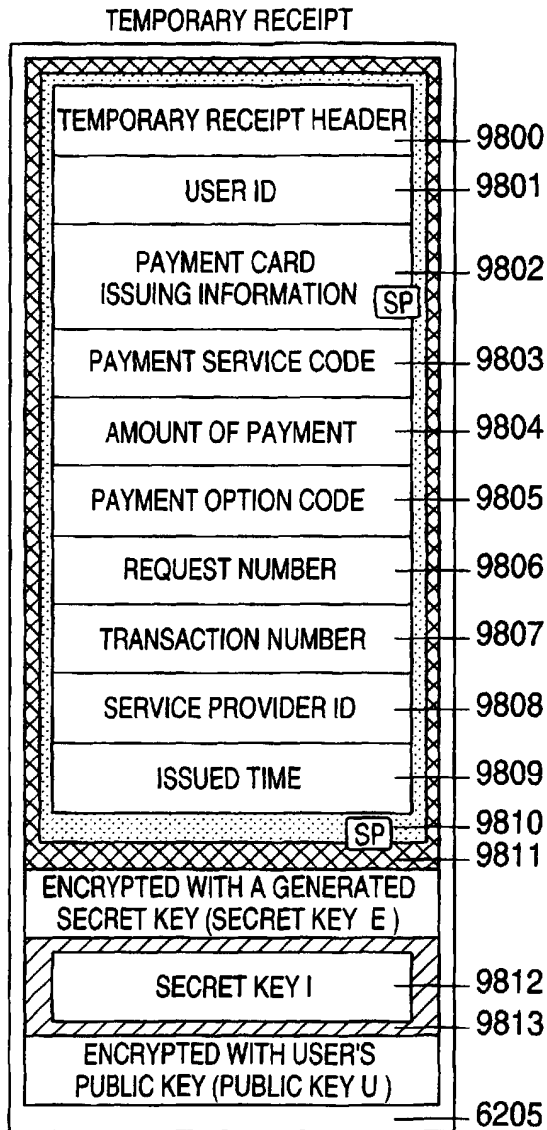 TEMPORARY RECEIPT
TEMPORARY RECEIPT HEADER
9800
USER ID
9801
PAYMENT CARD
ISSUING INFORMATION
SP
9802
PAYMENT SERVICE CODE
9803
AMOUNT OF PAYMENT
9804
PAYMENT OPTION CODE
9805
REQUEST NUMBER
9806
TRANSACTION NUMBER
9807
SERVICE PROVIDER ID
9808
ISSUED TIME
9809
SP
9810
9811
ENCRYPTED WITH A GENERATED
SECRET KEY (SECRET KEY E)
SECRET KEY I
9812
9813
ENCRYPTED WITH USER'S
PUBLIC KEY (PUBLIC KEY U)
6205